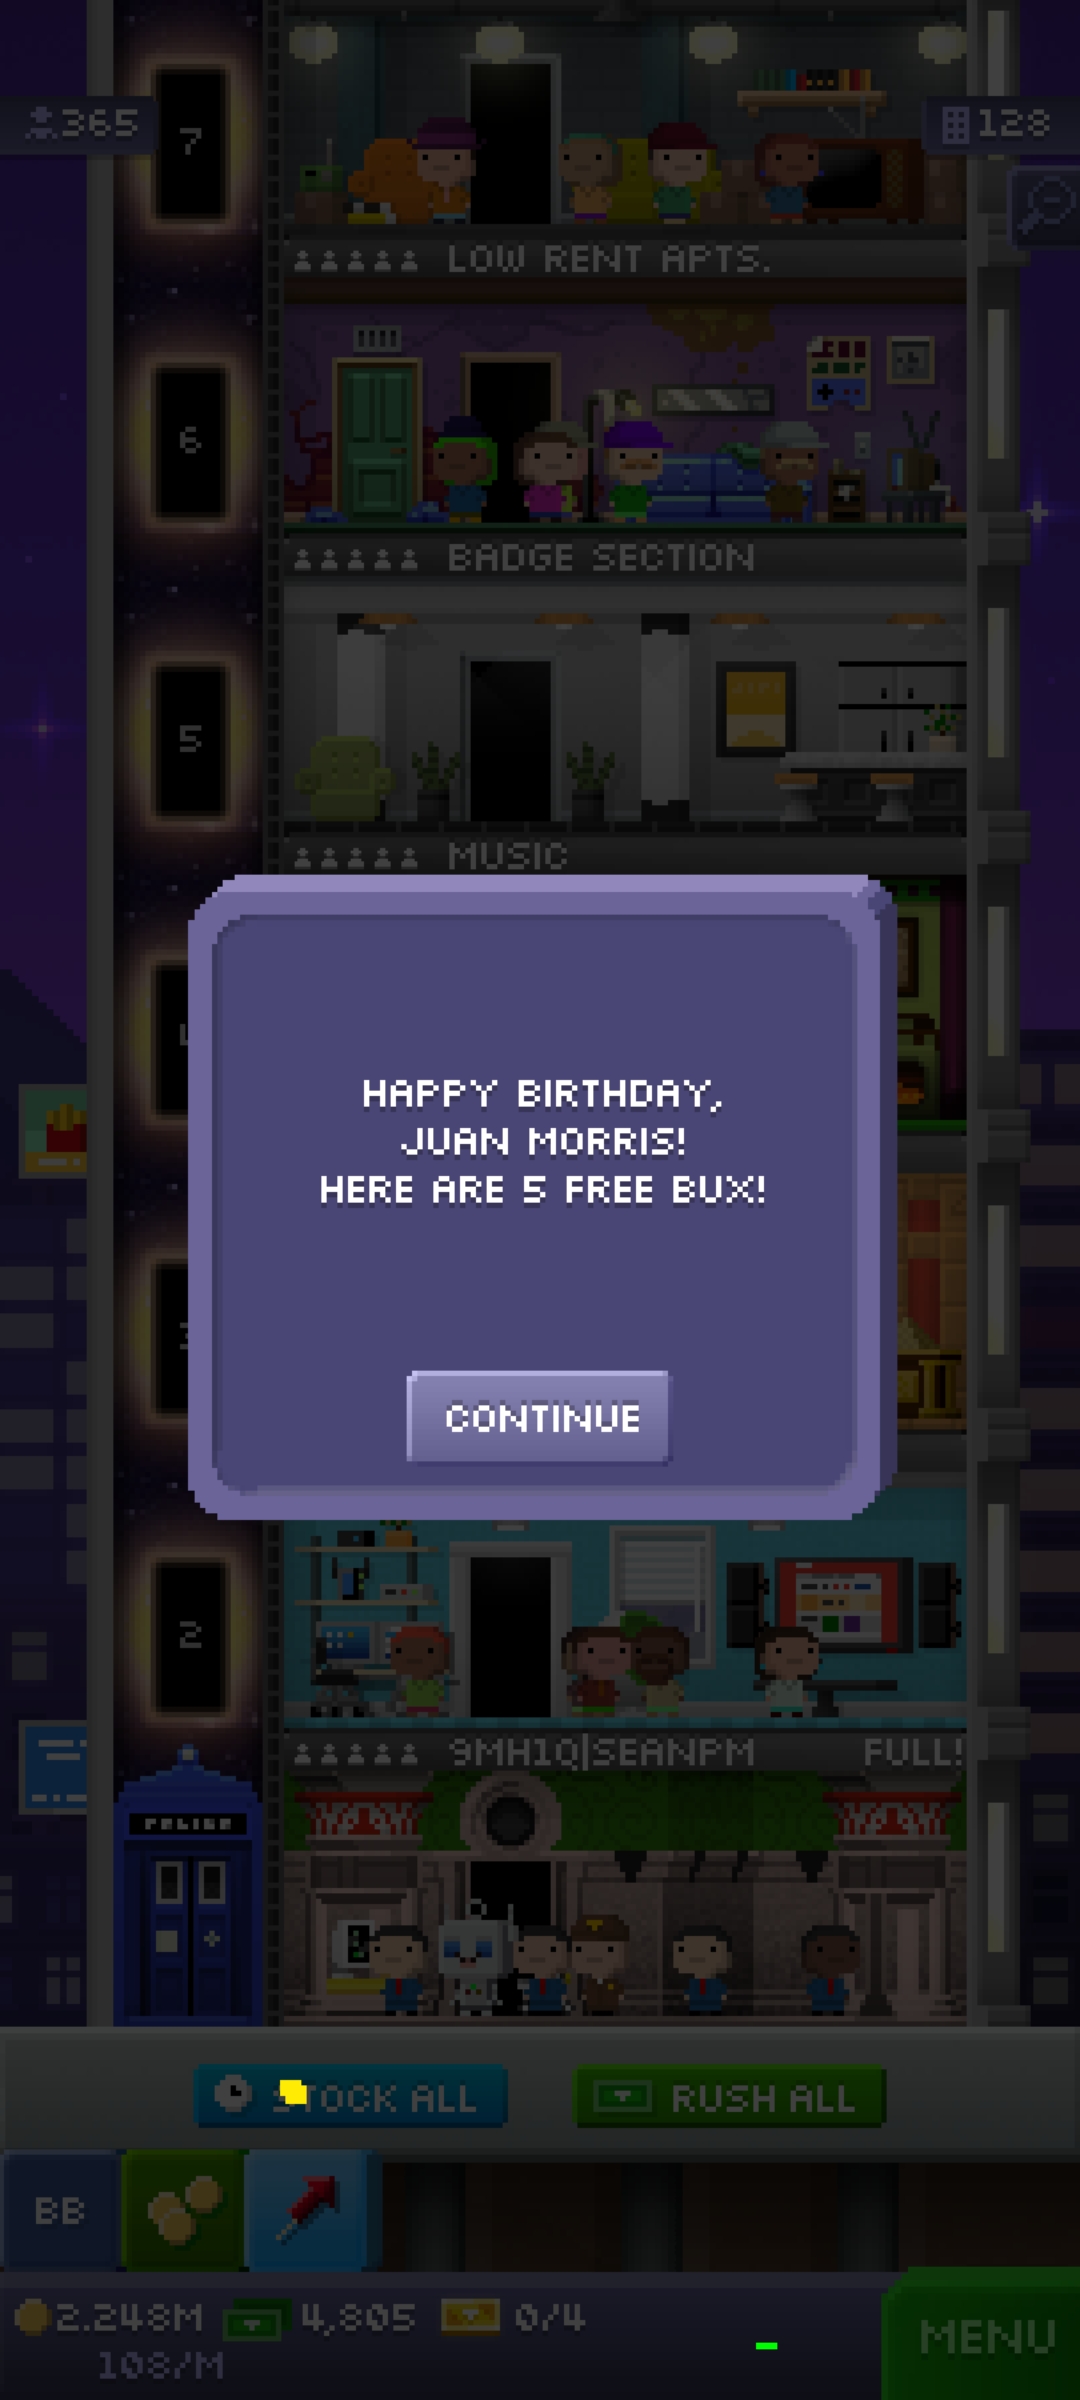 365
7
128
LOW RENT APTS.
6
BADGE SECTION
5
MUSIC
HAPPY BIRTHDAY,
JUAN MORRIS!
HERE ARE 5 FREE BUX!
CONTINUE
2
9MH1Q|SEANPM FULL!
POLICE
STOCK ALL
RUSH ALL
BB
2.248M 4,805 0/4
108/M
MENU